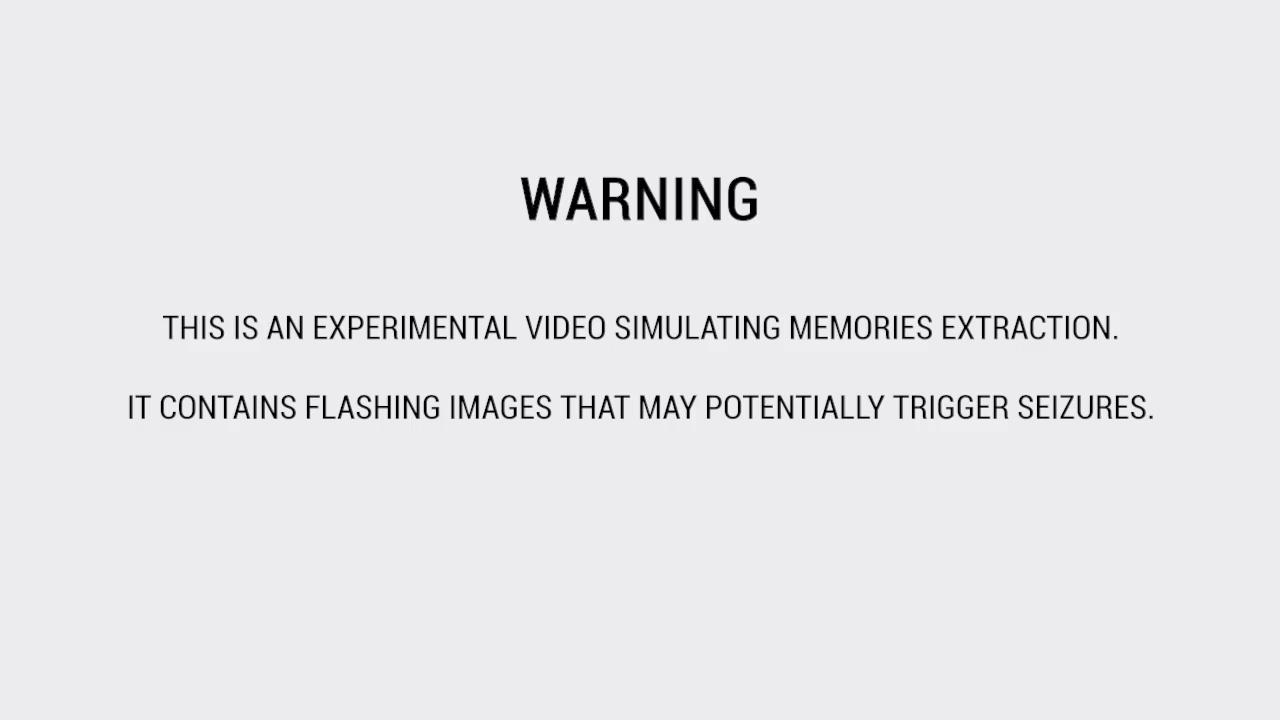 WARNING
THIS IS AN EXPERIMENTAL VIDEO SIMULATING MEMORIES EXTRACTION.
IT CONTAINS FLASHING IMAGES THAT MAY POTENTIALLY TRIGGER SEIZURES.